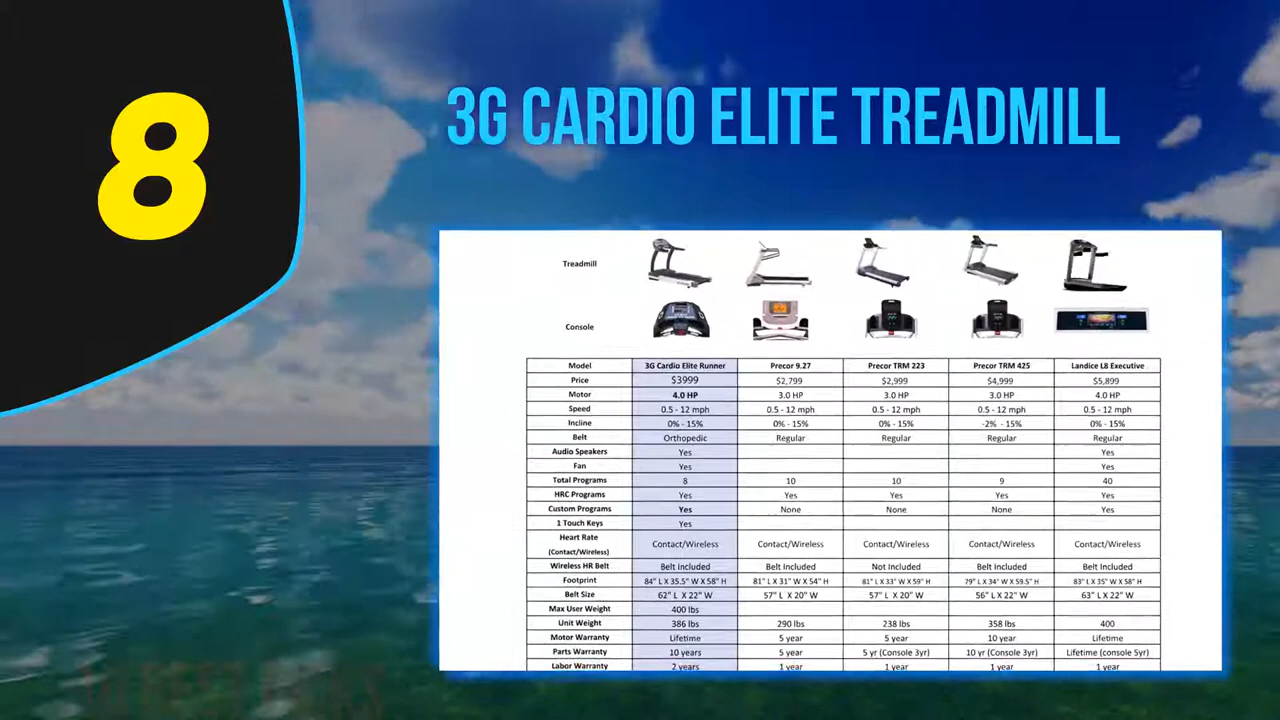 8
3G CARDIO ELITE TREADMILL
Treadmill
Console
Model 3G Cardio Elite Runner Precor 9.27 Precor TRM 223 Precor TRM 425 Landice L8 Executive
Price $3999 $2,799 $2,999 $4,999 $5,899
Motor 4.0 HP 3.0 HP 3.0 HP 3.0 HP 4.0 HP
Speed 0.5 - 12 mph 0.5 - 12 mph 0.5 - 12 mph 0.5 - 12 mph 0.5 - 12 mph
Incline 0% - 15% 0% - 15% 0% - 15% -2% - 15% 0% - 15%
Belt Orthopedic Regular Regular Regular Regular
Audio Speakers Yes Yes
Fan Yes Yes
Total Programs 8 10 10 9 40
HRC Programs Yes Yes Yes Yes Yes
Custom Programs Yes None None None Yes
1 Touch Keys Yes
Heart Rate (Contact/Wireless) Contact/Wireless Contact/Wireless Contact/Wireless Contact/Wireless Contact/Wireless
Wireless HR Belt Belt Included Belt Included Not Included Belt Included Belt Included
Footprint 84" L X 35.5" W X 58" H 81" L X 31" W X 54" H 81" L X 33" W X 59" H 79" L X 34" W X 59.5" H 83" L X 35" W X 58" H
Belt Size 62" L X 22" W 57" L X 20" W 57" L X 20" W 56" L X 22" W 63" L X 22" W
Max User Weight 400 lbs
Unit Weight 386 lbs 290 lbs 238 lbs 358 lbs 400
Motor Warranty Lifetime 5 year 5 year 10 year Lifetime
Parts Warranty 10 years 5 year 5 yr (Console 3yr) 10 yr (Console 3yr) Lifetime (console 5yr)
Labor Warranty 2 years 1 year 1 year 1 year 1 year